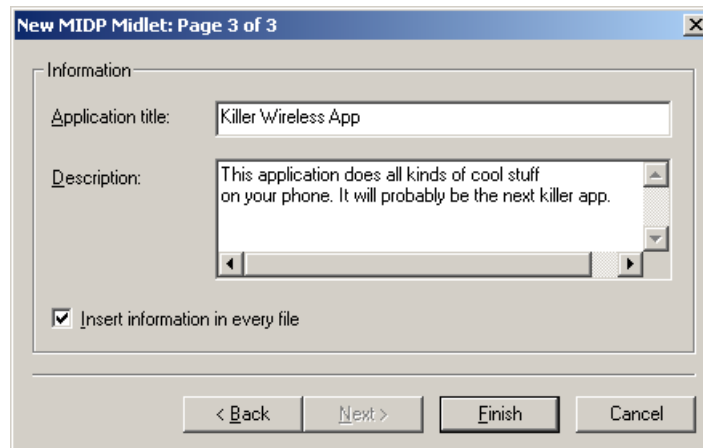 New MIDP Midlet: Page 3 of 3
Information
Application title:
Killer Wireless App
Description:
This application does all kinds of cool stuff
on your phone. It will probably be the next killer app.
Insert information in every file
< Back
Next >
Finish
Cancel